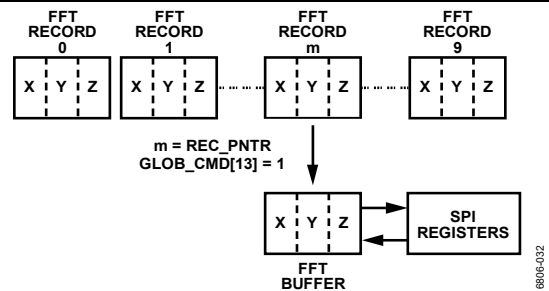 FFT
RECORD
0
FFT
RECORD
1
FFT
RECORD
m
FFT
RECORD
9
X Y Z
X Y Z
X Y Z
X Y Z
m = REC_PNTR
GLOB_CMD[13] = 1
X Y Z
SPI
REGISTERS
FFT
BUFFER
6806-032